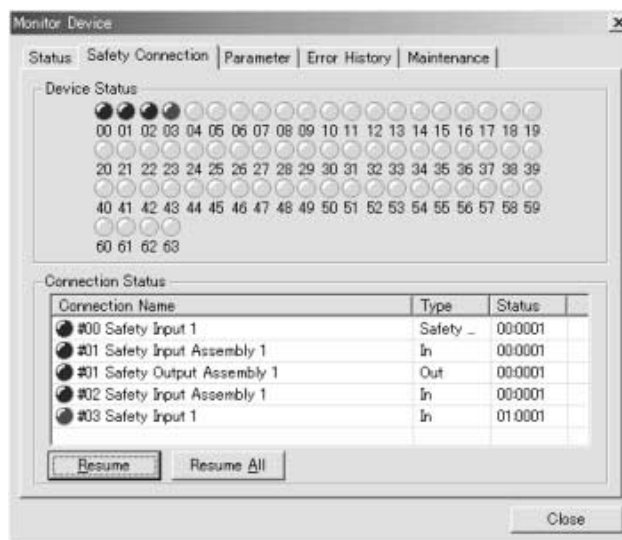 Monitor Device
Status Safety Connection Parameter Error History Maintenance
Device Status
00 01 02 03 04 05 06 07 08 09 10 11 12 13 14 15 16 17 18 19
20 21 22 23 24 25 26 27 28 29 30 31 32 33 34 35 36 37 38 39
40 41 42 43 44 45 46 47 48 49 50 51 52 53 54 55 56 57 58 59
60 61 62 63
Connection Status
Connection Name Type Status
#00 Safety Input 1 Safety ... 00:0001
#01 Safety Input Assembly 1 In 00:0001
#01 Safety Output Assembly 1 Out 00:0001
#02 Safety Input Assembly 1 In 00:0001
#03 Safety Input 1 In 01:0001
Resume Resume All
Close